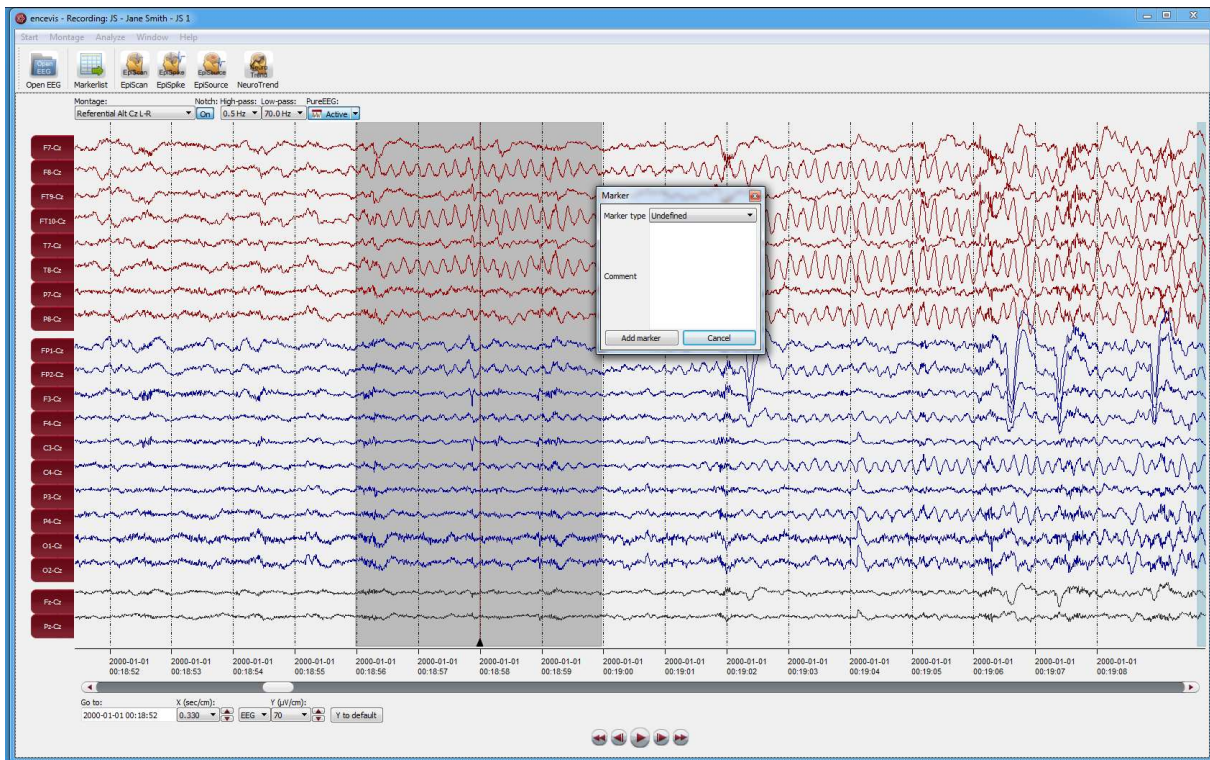 encevis - Recording: JS - Jane Smith - JS 1
Start Montage Analyze Window Help
Open EEG
EpiScan EpiSpike EpiSource Neuro Trend
Open EEG Markerlist EpiScan EpiSpike EpiSource NeuroTrend
Montage: Notch: High-pass: Low-pass: PureEEG:
Referential Alt Cz L-R On 0.5 Hz 70.0 Hz Active
F7-Cz
F8-Cz
FT9-Cz
FT10-Cz
T7-Cz
T8-Cz
P7-Cz
P8-Cz
FP1-Cz
FP2-Cz
F3-Cz
F4-Cz
C3-Cz
C4-Cz
P3-Cz
P4-Cz
O1-Cz
O2-Cz
Fz-Cz
Pz-Cz
Marker
Marker type Undefined
Comment
Add marker Cancel
2000-01-01 2000-01-01 2000-01-01 2000-01-01 2000-01-01 2000-01-01 2000-01-01 2000-01-01 2000-01-01 2000-01-01 2000-01-01 2000-01-01 2000-01-01 2000-01-01 2000-01-01 2000-01-01 2000-01-01
00:18:52 00:18:53 00:18:54 00:18:55 00:18:56 00:18:57 00:18:58 00:18:59 00:19:00 00:19:01 00:19:02 00:19:03 00:19:04 00:19:05 00:19:06 00:19:07 00:19:08
Go to: X (sec/cm): Y (µV/cm):
2000-01-01 00:18:52 0.330 EEG 70 Y to default